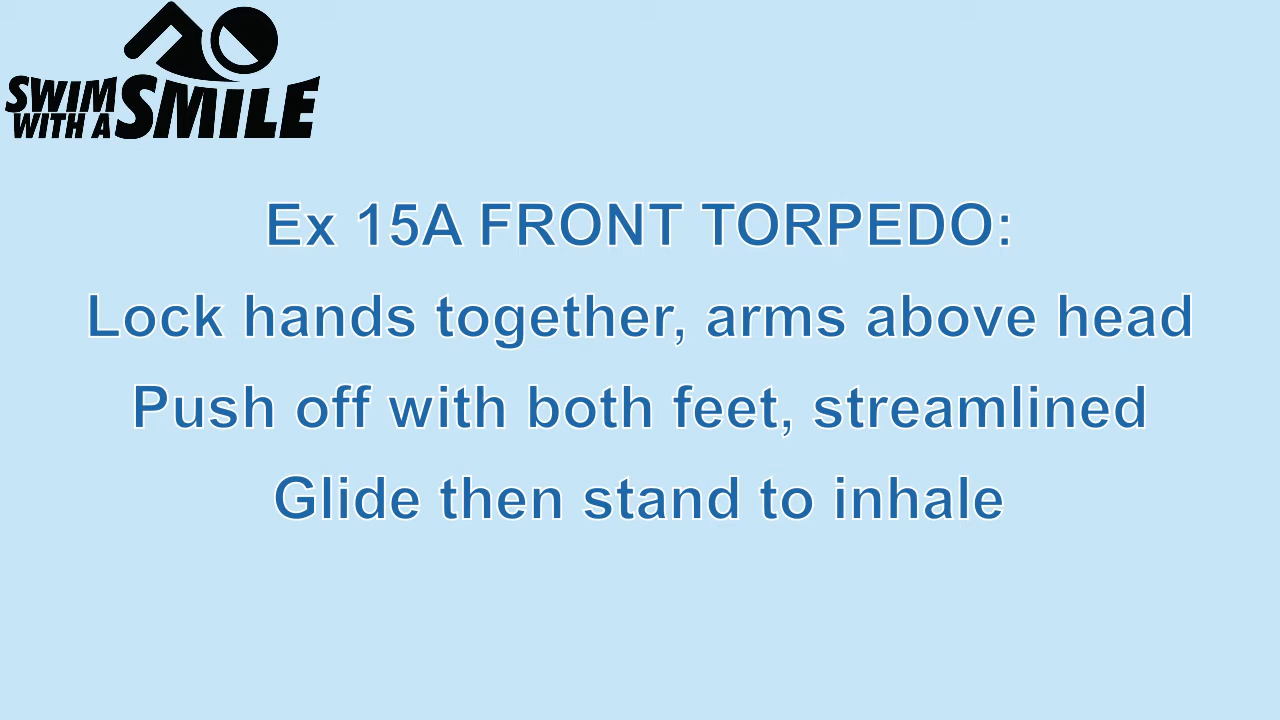 SWIM
WITH A SMILE
Ex 15A FRONT TORPEDO:
Lock hands together, arms above head
Push off with both feet, streamlined
Glide then stand to inhale